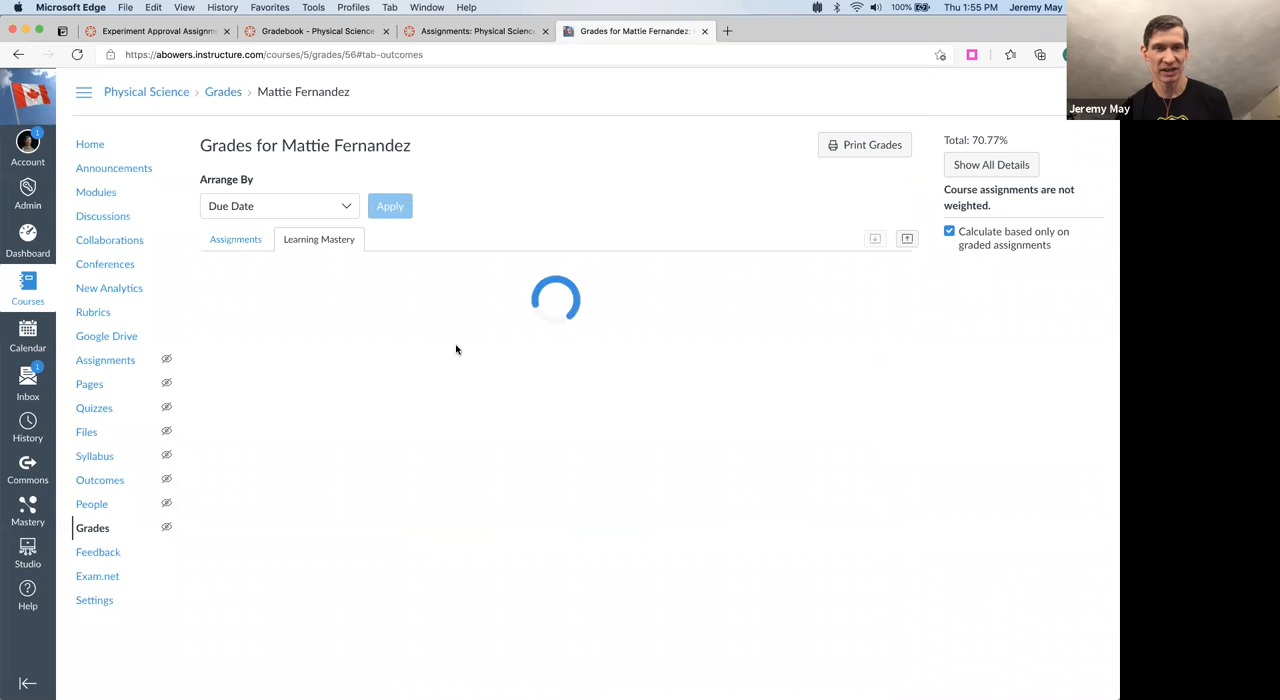 Microsoft Edge File Edit View History Favorites Tools Profiles Tab Window Help 100% Thu 1:55 PM Jeremy May
Experiment Approval Assignm
Gradebook - Physical Science
Assignments: Physical Science
Grades for Mattie Fernandez:
https://abowers.instructure.com/courses/5/grades/56#tab-outcomes
Jeremy May
Physical Science › Grades › Mattie Fernandez
1
Account
Admin
Dashboard
Courses
Calendar
1
Inbox
History
Commons
Mastery
Studio
Help
Home
Announcements
Modules
Discussions
Collaborations
Conferences
New Analytics
Rubrics
Google Drive
Assignments
Pages
Quizzes
Files
Syllabus
Outcomes
People
Grades
Feedback
Exam.net
Settings
Grades for Mattie Fernandez
Print Grades
Arrange By
Due Date
Apply
Assignments
Learning Mastery
Total: 70.77%
Show All Details
Course assignments are not
weighted.
Calculate based only on
graded assignments